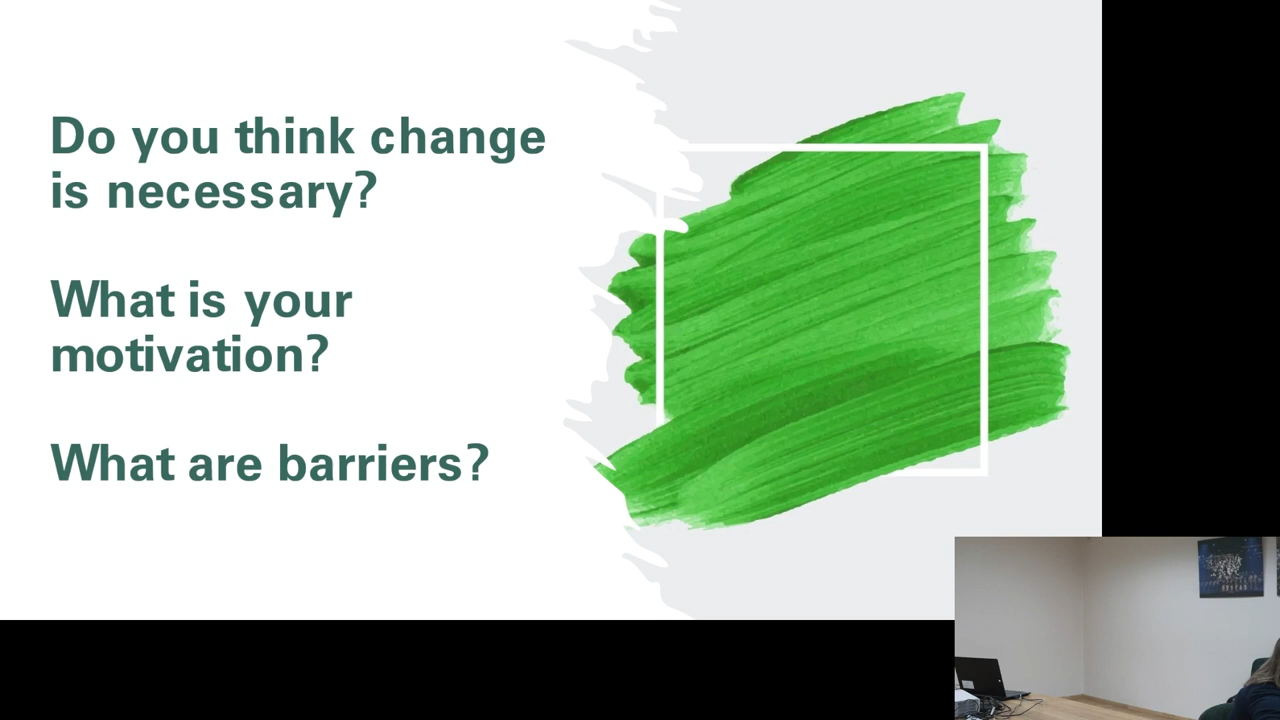 Do you think change
is necessary?
What is your
motivation?
What are barriers?